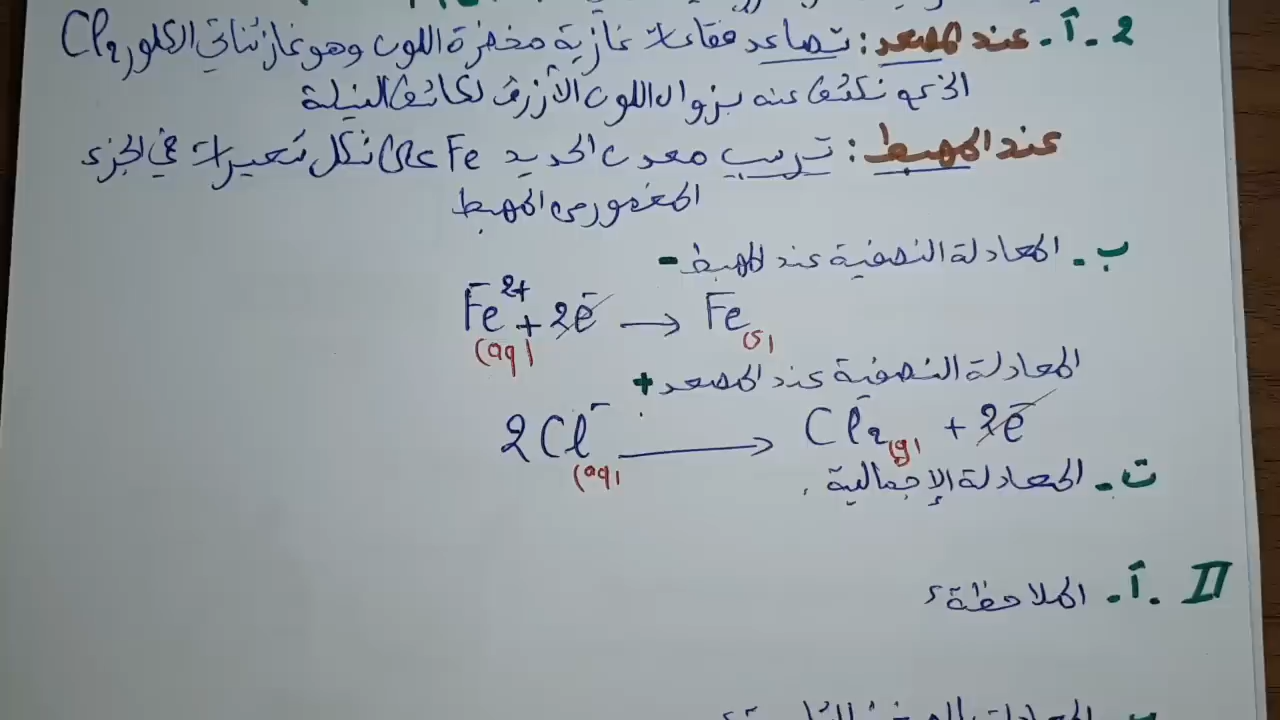 2 . أ . عند المصعد : تصاعد فقاعات غازية مخضرة اللون وهو غاز ثنائي الكلور Cl₂
الذي نكشف عنه بزوال اللون الأزرق لكاشف النيلة
عند المهبط : ترسب معدن الحديد Fe على شكل شعيرات في الجزء
المغمور من المهبط
ب - المعادلة النصفية عند المهبط -
Fe²⁺(aq) + 2e⁻ → Fe(s)
المعادلة النصفية عند المصعد +
2Cl⁻(aq) → Cl₂(g) + 2e⁻
ت - المعادلة الإجمالية .
II . أ . الملاحظة ؟